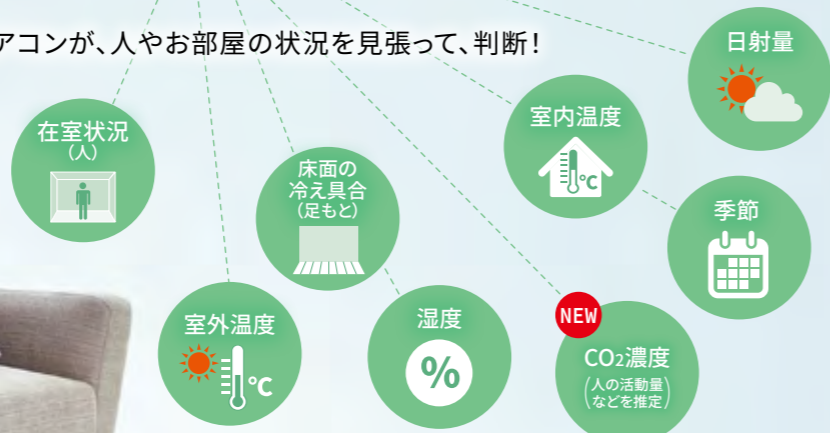 アコンが、人やお部屋の状況を見張って、判断！
日射量
在室状況
（人）
室内温度
℃
床面の
冷え具合
（足もと）
季節
室外温度
℃
湿度
%
NEW
CO2濃度
（人の活動量
などを推定）